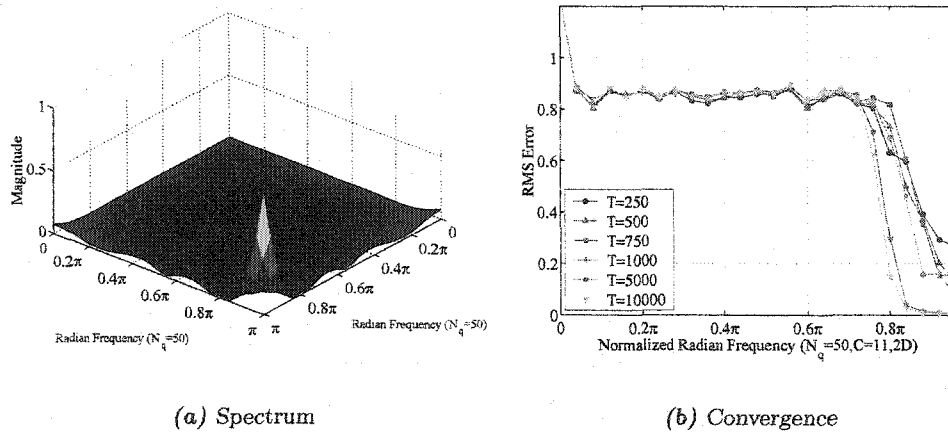 1
0.5
0
Magnitude
0
0.2π
0.4π
0.6π
0.8π
π
π
0.8π
0.6π
0.4π
0.2π
0
Radian Frequency (N_q=50)
Radian Frequency (N_q=50)
(a) Spectrum
1
0.8
0.6
0.4
0.2
0
RMS Error
T=250
T=500
T=750
T=1000
T=5000
T=10000
0
0.2π
0.4π
0.6π
0.8π
Normalized Radian Frequency (N_q=50,C=11,2D)
(b) Convergence